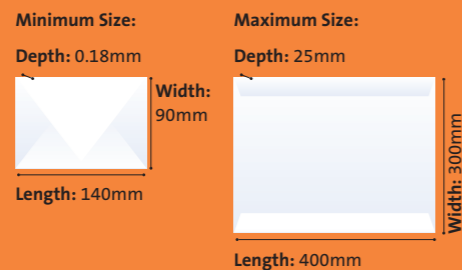 Minimum Size:
Depth: 0.18mm
Width:
90mm
Length: 140mm
Maximum Size:
Depth: 25mm
Width: 300mm
Length: 400mm